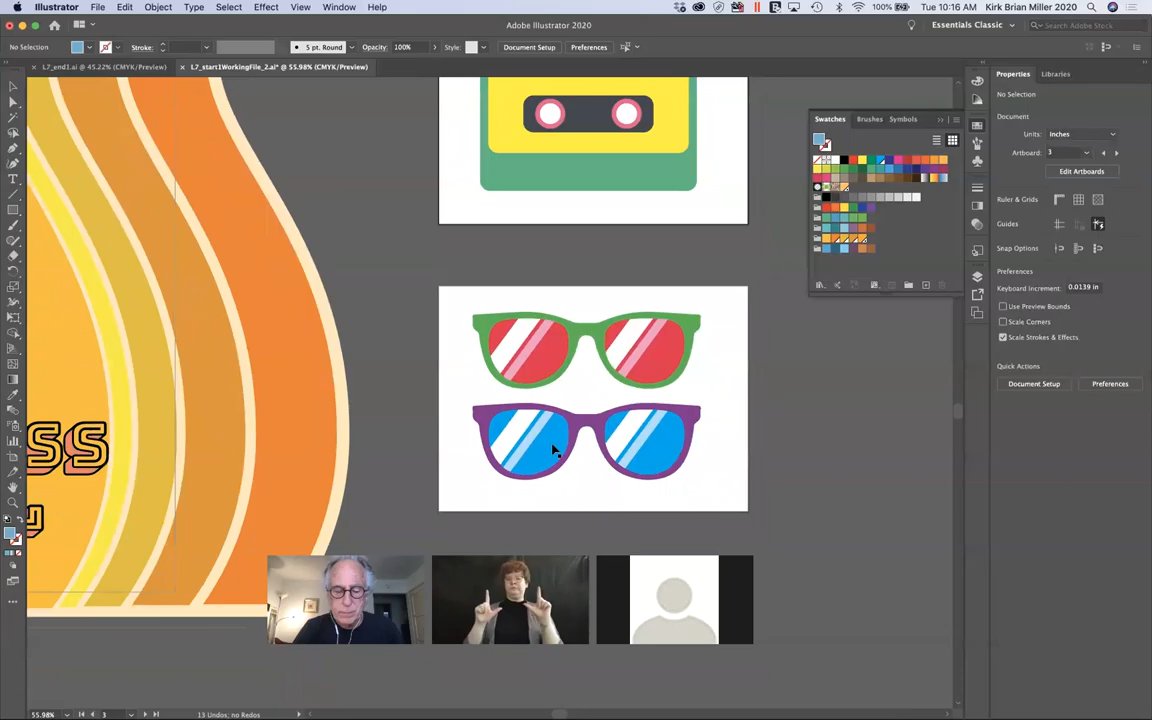 Illustrator File Edit Object Type Select Effect View Window Help
100% Tue 10:16 AM Kirk Brian Miller 2020
Adobe Illustrator 2020
Essentials Classic
Search Adobe Stock
No Selection
Stroke:
5 pt. Round
Opacity: 100%
Style:
Document Setup
Preferences
× L7_end1.ai @ 45.22% (CMYK/Preview)
× L7_start1WorkingFile_2.ai* @ 55.98% (CMYK/Preview)
Properties
Libraries
No Selection
Document
Units: Inches
Artboard: 3
Edit Artboards
Ruler & Grids
Guides
Snap Options
Preferences
Keyboard Increment: 0.0139 in
Use Preview Bounds
Scale Corners
Scale Strokes & Effects
Quick Actions
Document Setup
Preferences
Swatches
Brushes
Symbols
SS
55.98%
3
13 Undos; no Redos